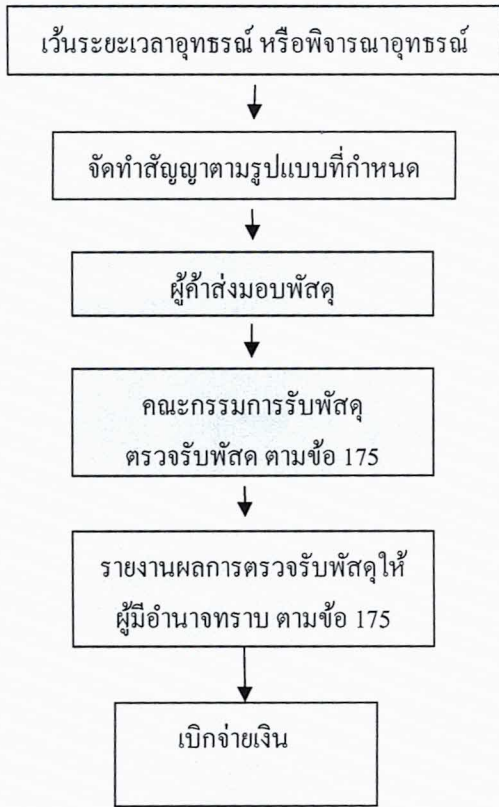 เว้นระยะเวลาอุทธรณ์ หรือพิจารณาอุทธรณ์
จัดทำสัญญาตามรูปแบบที่กำหนด
ผู้ค้าส่งมอบพัสดุ
คณะกรรมการรับพัสดุ
ตรวจรับพัสด ตามข้อ 175
รายงานผลการตรวจรับพัสดุให้
ผู้มีอำนาจทราบ ตามข้อ 175
เบิกจ่ายเงิน